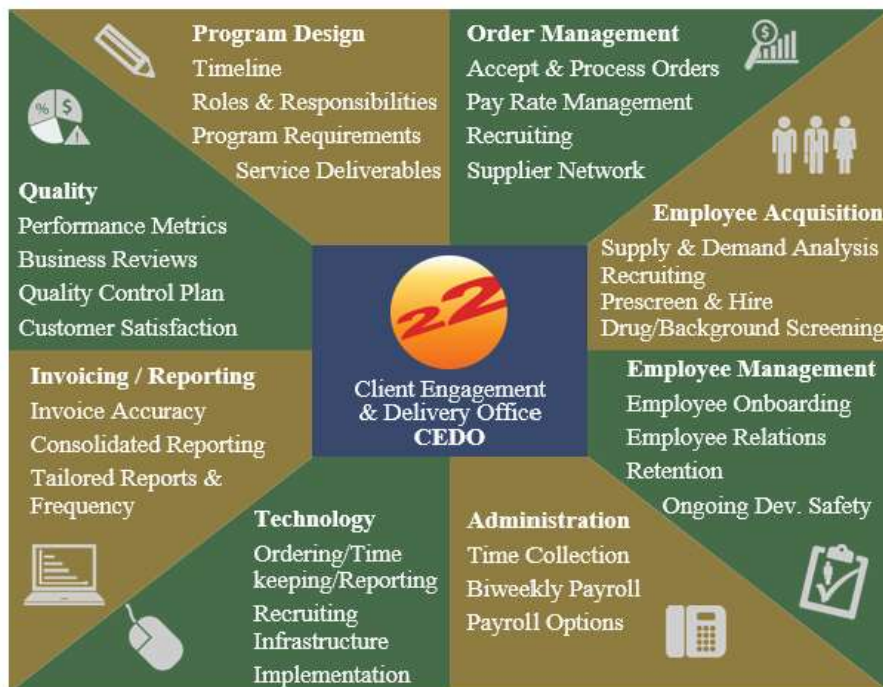 Program Design
Timeline
Roles & Responsibilities
Program Requirements
Service Deliverables
Order Management
Accept & Process Orders
Pay Rate Management
Recruiting
Supplier Network
% $
$
Quality
Performance Metrics
Business Reviews
Quality Control Plan
Customer Satisfaction
Employee Acquisition
Supply & Demand Analysis
Recruiting
Prescreen & Hire
Drug/Background Screening
22
Client Engagement
& Delivery Office
CEDO
Invoicing / Reporting
Invoice Accuracy
Consolidated Reporting
Tailored Reports &
Frequency
Employee Management
Employee Onboarding
Employee Relations
Retention
Ongoing Dev. Safety
Technology
Ordering/Time
keeping/Reporting
Recruiting
Infrastructure
Implementation
Administration
Time Collection
Biweekly Payroll
Payroll Options